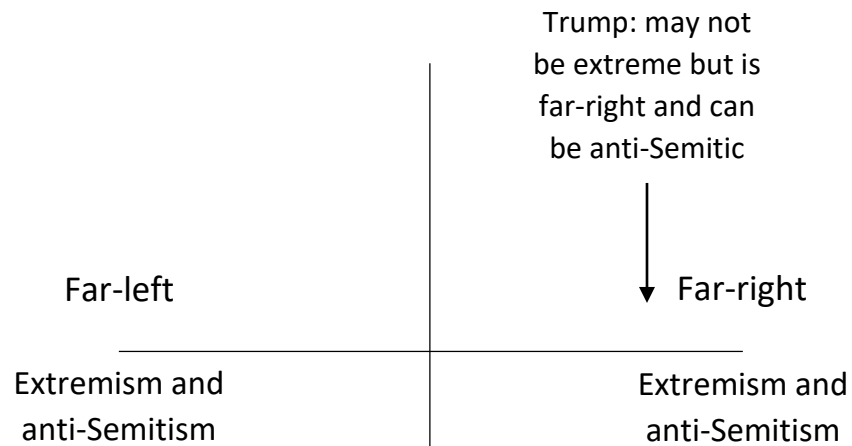 Trump: may not
be extreme but is
far-right and can
be anti-Semitic
Far-left
Far-right
Extremism and
anti-Semitism
Extremism and
anti-Semitism